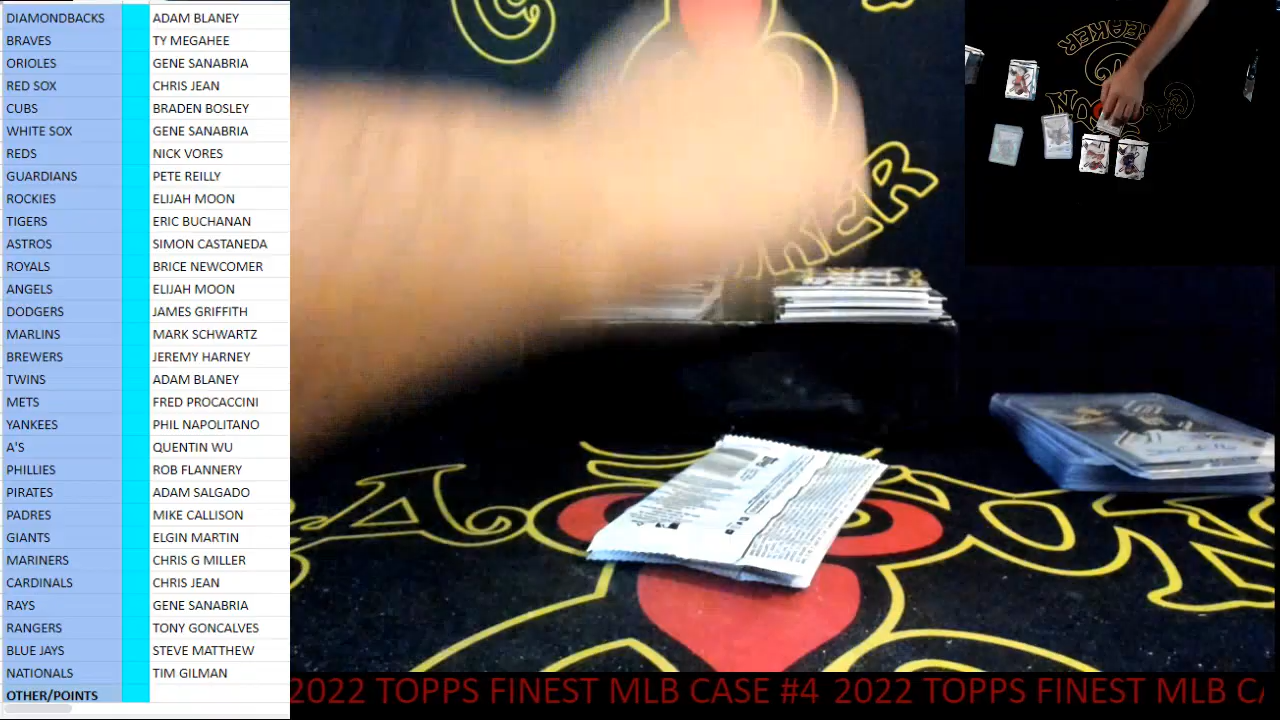 DIAMONDBACKS ADAM BLANEY
BRAVES TY MEGAHEE
ORIOLES GENE SANABRIA
RED SOX CHRIS JEAN
CUBS BRADEN BOSLEY
WHITE SOX GENE SANABRIA
REDS NICK VORES
GUARDIANS PETE REILLY
ROCKIES ELIJAH MOON
TIGERS ERIC BUCHANAN
ASTROS SIMON CASTANEDA
ROYALS BRICE NEWCOMER
ANGELS ELIJAH MOON
DODGERS JAMES GRIFFITH
MARLINS MARK SCHWARTZ
BREWERS JEREMY HARNEY
TWINS ADAM BLANEY
METS FRED PROCACCINI
YANKEES PHIL NAPOLITANO
A'S QUENTIN WU
PHILLIES ROB FLANNERY
PIRATES ADAM SALGADO
PADRES MIKE CALLISON
GIANTS ELGIN MARTIN
MARINERS CHRIS G MILLER
CARDINALS CHRIS JEAN
RAYS GENE SANABRIA
RANGERS TONY GONCALVES
BLUE JAYS STEVE MATTHEW
NATIONALS TIM GILMAN
OTHER/POINTS
2022 TOPPS FINEST MLB CASE #4 2022 TOPPS FINEST MLB C